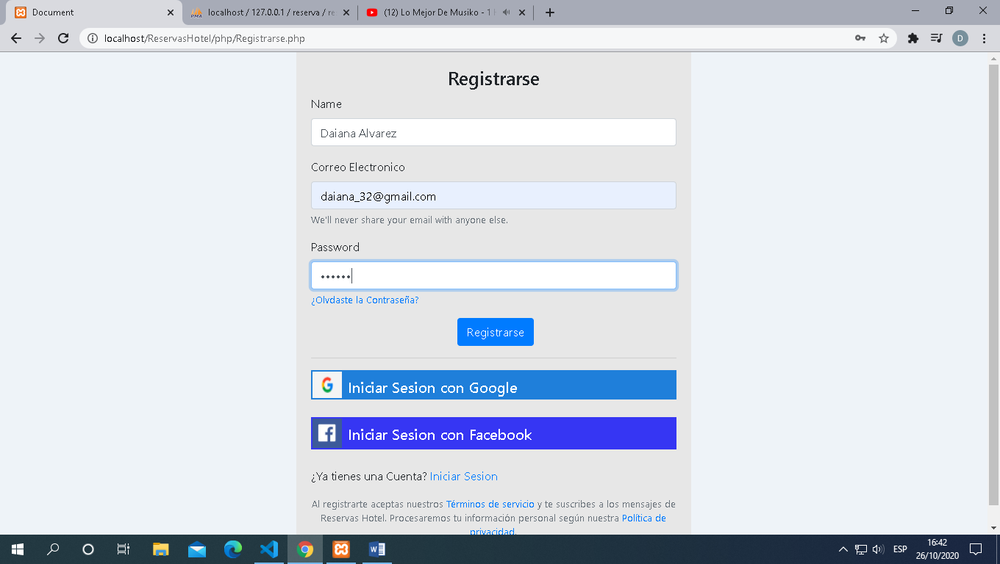 Document
localhost / 127.0.0.1 / reserva / re
(12) Lo Mejor De Musiko - 1
localhost/ReservasHotel/php/Registrarse.php
D
Registrarse
Name
Daiana Alvarez
Correo Electronico
daiana_32@gmail.com
We'll never share your email with anyone else.
Password
••••••
¿Olvdaste la Contraseña?
Registrarse
Iniciar Sesion con Google
Iniciar Sesion con Facebook
¿Ya tienes una Cuenta? Iniciar Sesion
Al registrarte aceptas nuestros Términos de servicio y te suscribes a los mensajes de
Reservas Hotel. Procesaremos tu información personal según nuestra Política de
privacidad.
ESP
16:42
26/10/2020